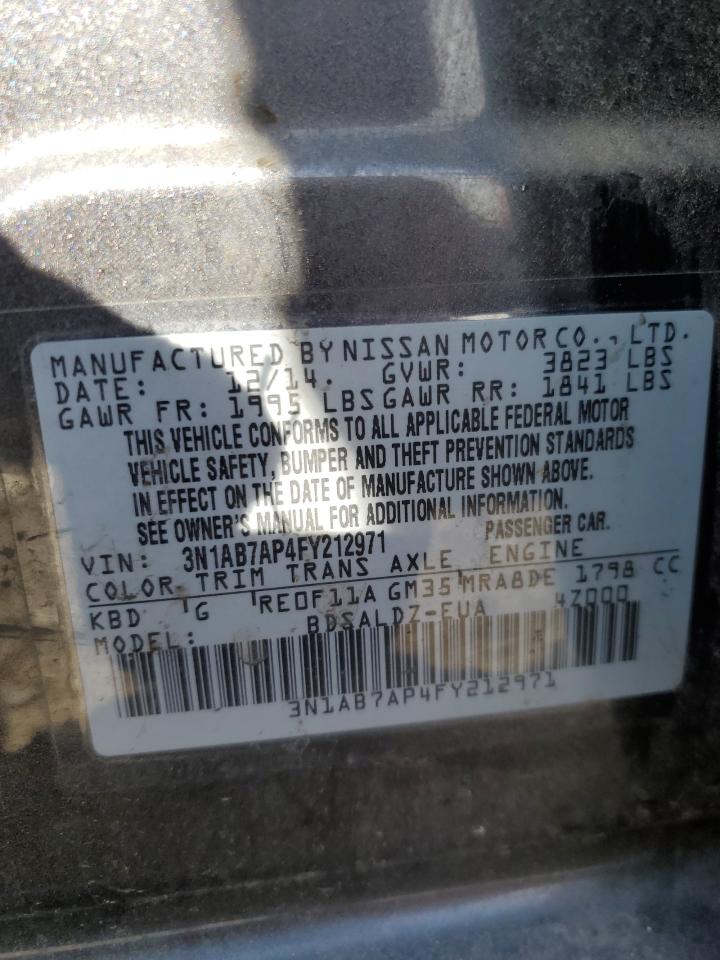 MANUFACTURED BY NISSAN MOTOR CO., LTD.
DATE: 12/14. GVWR: 3823 LBS
GAWR FR: 1995 LBS GAWR RR: 1841 LBS
THIS VEHICLE CONFORMS TO ALL APPLICABLE FEDERAL MOTOR
VEHICLE SAFETY, BUMPER AND THEFT PREVENTION STANDARDS
IN EFFECT ON THE DATE OF MANUFACTURE SHOWN ABOVE.
SEE OWNER'S MANUAL FOR ADDITIONAL INFORMATION.
VIN: 3N1AB7AP4FY212971 PASSENGER CAR.
COLOR TRIM TRANS AXLE ENGINE
KBD G RE0F11A GM35 MRA8DE 1798 CC
MODEL: BDSALDZ-EUA 4Z000
3N1AB7AP4FY212971